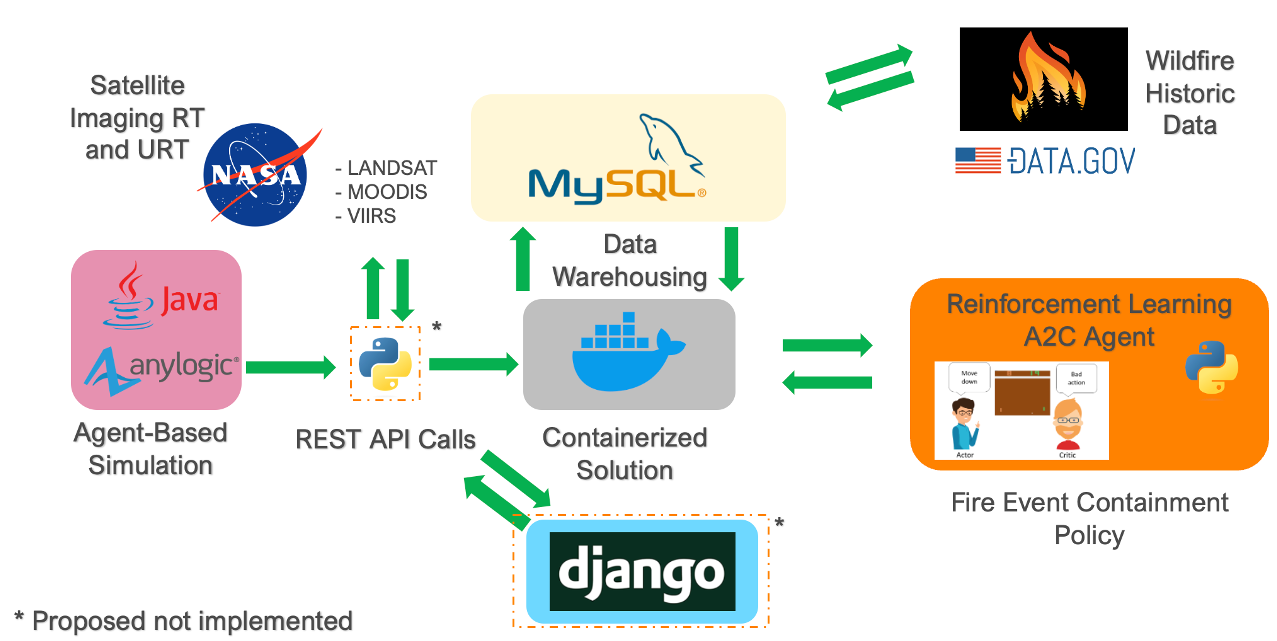 Satellite
Imaging RT
and URT
NASA
- LANDSAT
- MOODIS
- VIIRS
MySQL®
Data
Warehousing
Wildfire
Historic
Data
DATA.GOV
Java
anylogic®
Agent-Based
Simulation
*
REST API Calls
Containerized
Solution
Reinforcement Learning
A2C Agent
Move
down
Bad
action
Actor
Critic
Fire Event Containment
Policy
django
*
* Proposed not implemented